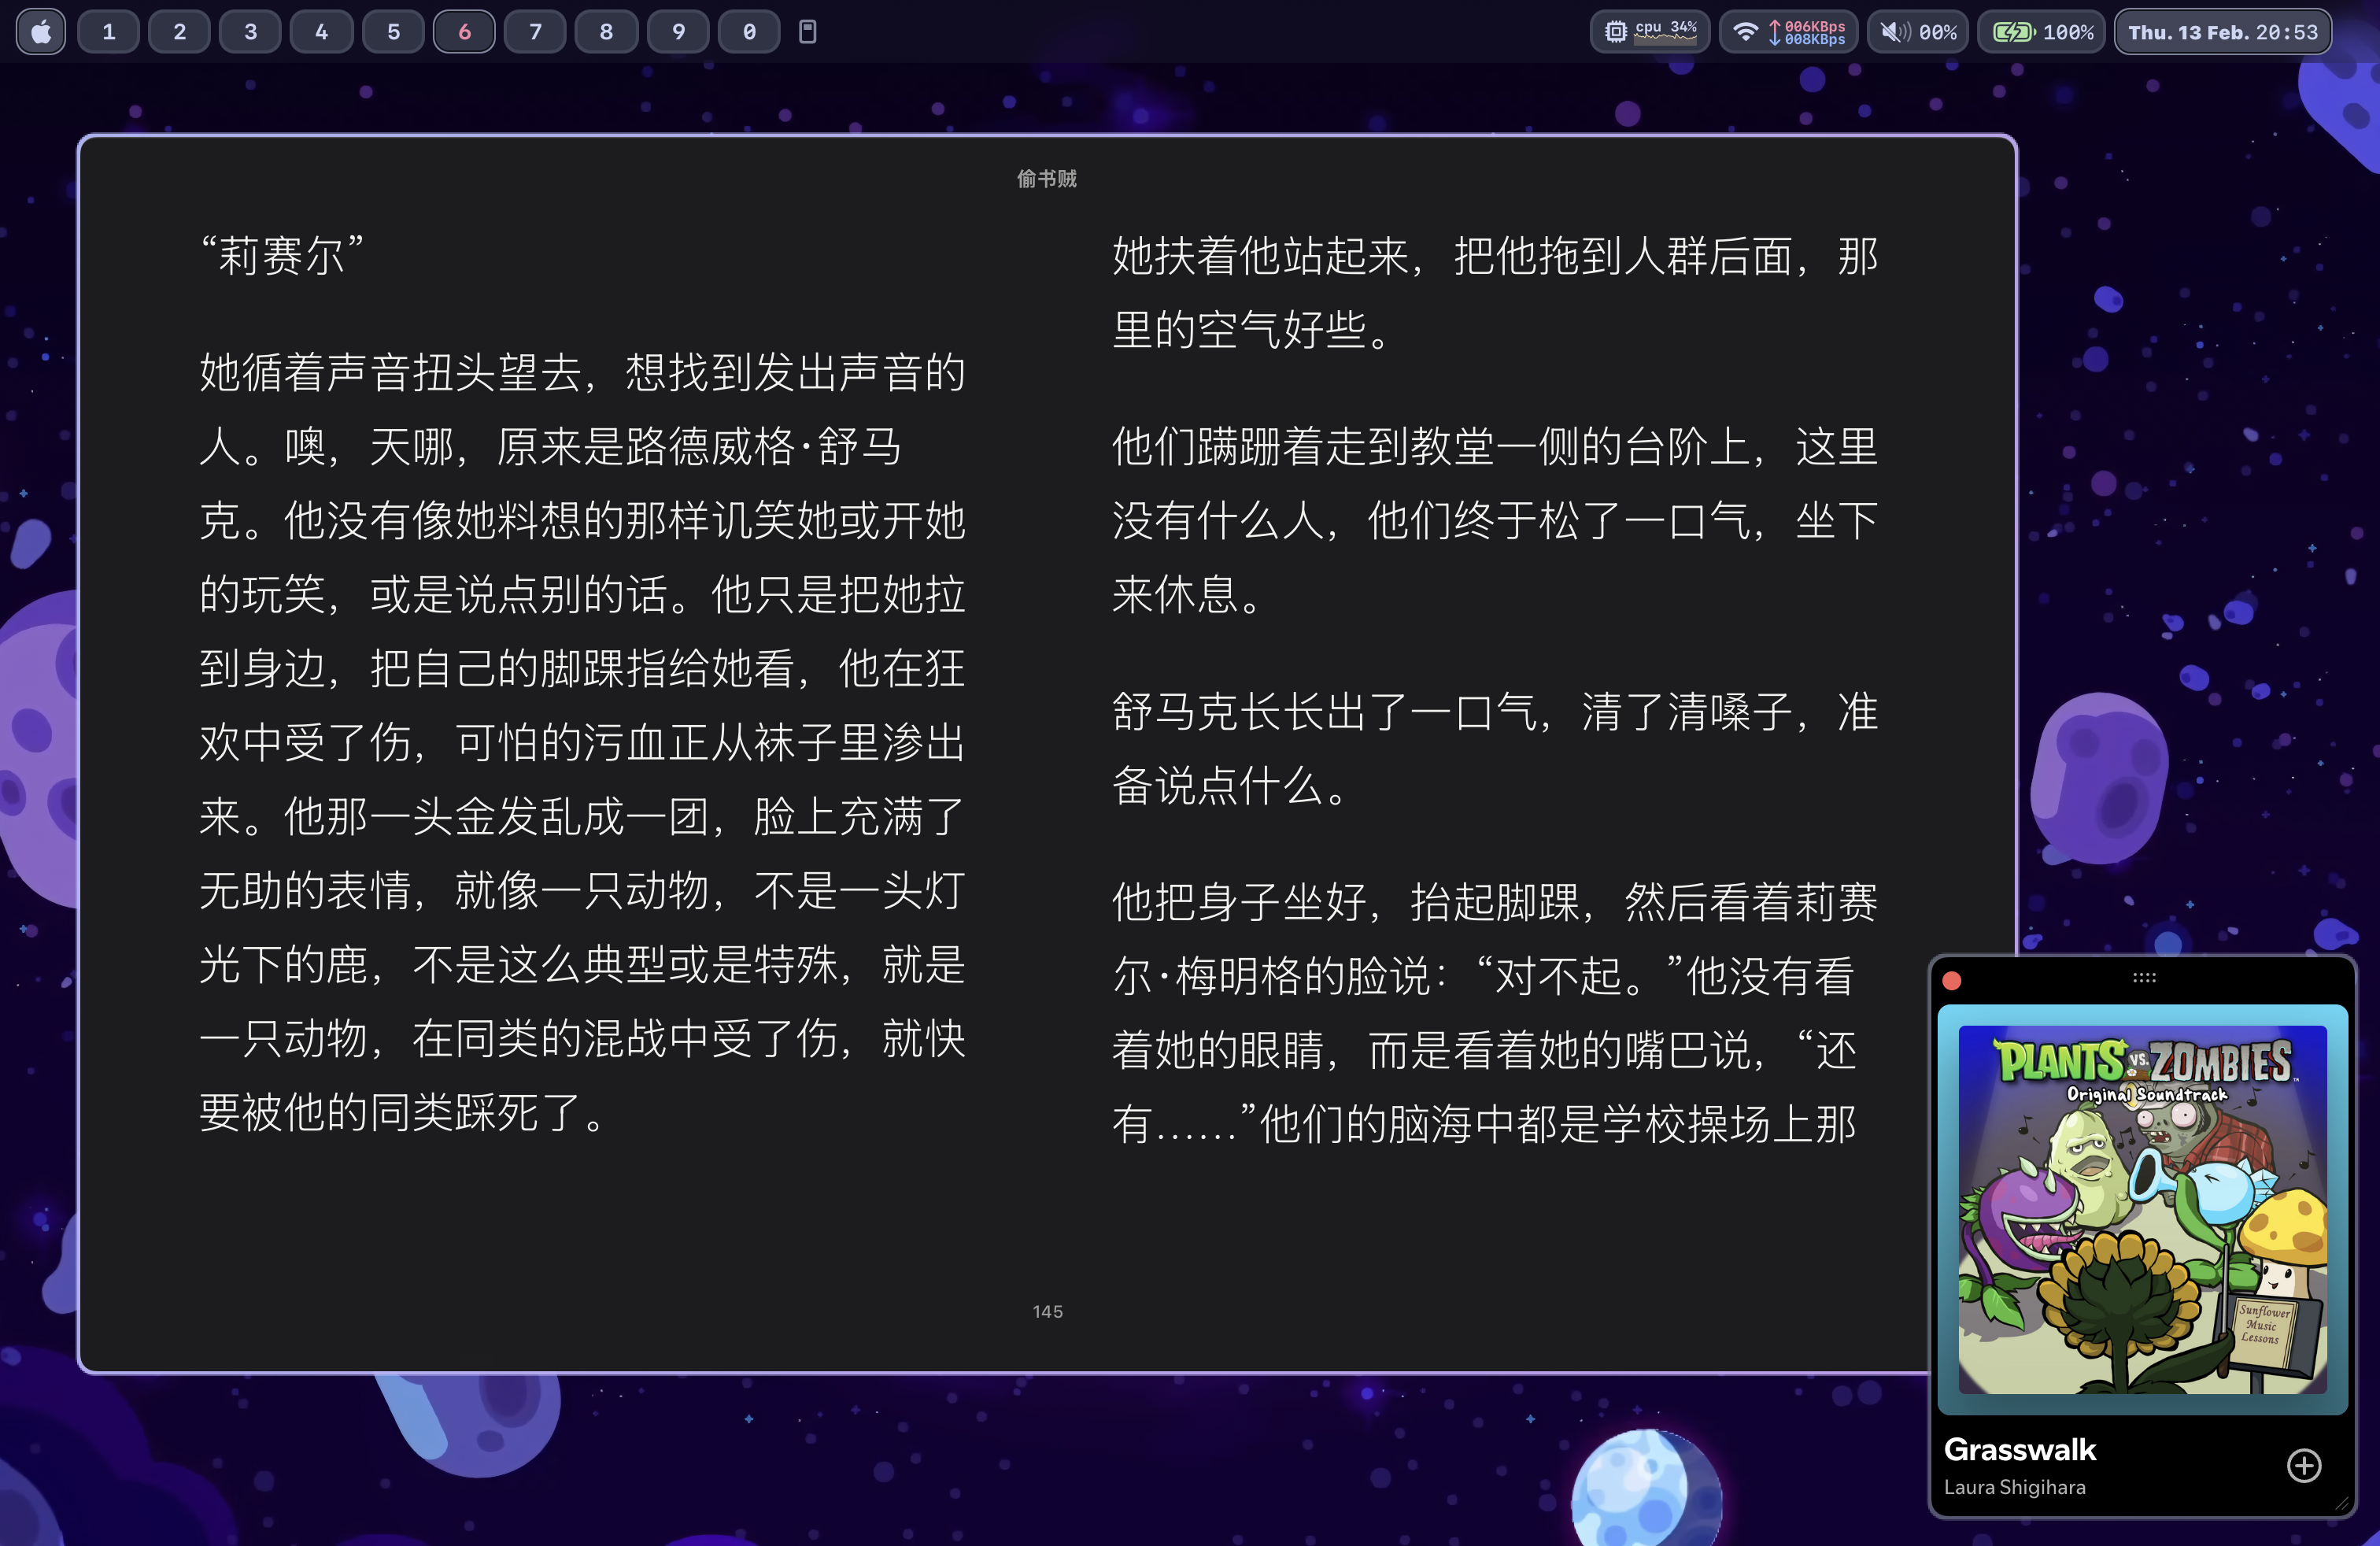 1 2 3 4 5 6 7 8 9 0
cpu 34%
006KBps
008KBps
00%
100%
Thu. 13 Feb. 20:53
偷书贼
“莉赛尔”
她循着声音扭头望去，想找到发出声音的
人。噢，天哪，原来是路德威格·舒马
克。他没有像她料想的那样讥笑她或开她
的玩笑，或是说点别的话。他只是把她拉
到身边，把自己的脚踝指给她看，他在狂
欢中受了伤，可怕的污血正从袜子里渗出
来。他那一头金发乱成一团，脸上充满了
无助的表情，就像一只动物，不是一头灯
光下的鹿，不是这么典型或是特殊，就是
一只动物，在同类的混战中受了伤，就快
要被他的同类踩死了。
她扶着他站起来，把他拖到人群后面，那
里的空气好些。
他们蹒跚着走到教堂一侧的台阶上，这里
没有什么人，他们终于松了一口气，坐下
来休息。
舒马克长长出了一口气，清了清嗓子，准
备说点什么。
他把身子坐好，抬起脚踝，然后看着莉赛
尔·梅明格的脸说：“对不起。”他没有看
着她的眼睛，而是看着她的嘴巴说，“还
有……”他们的脑海中都是学校操场上那
145
PLANTS VS. ZOMBIES™
Original Soundtrack
Sunflower
Music
Lessons
Grasswalk
Laura Shigihara